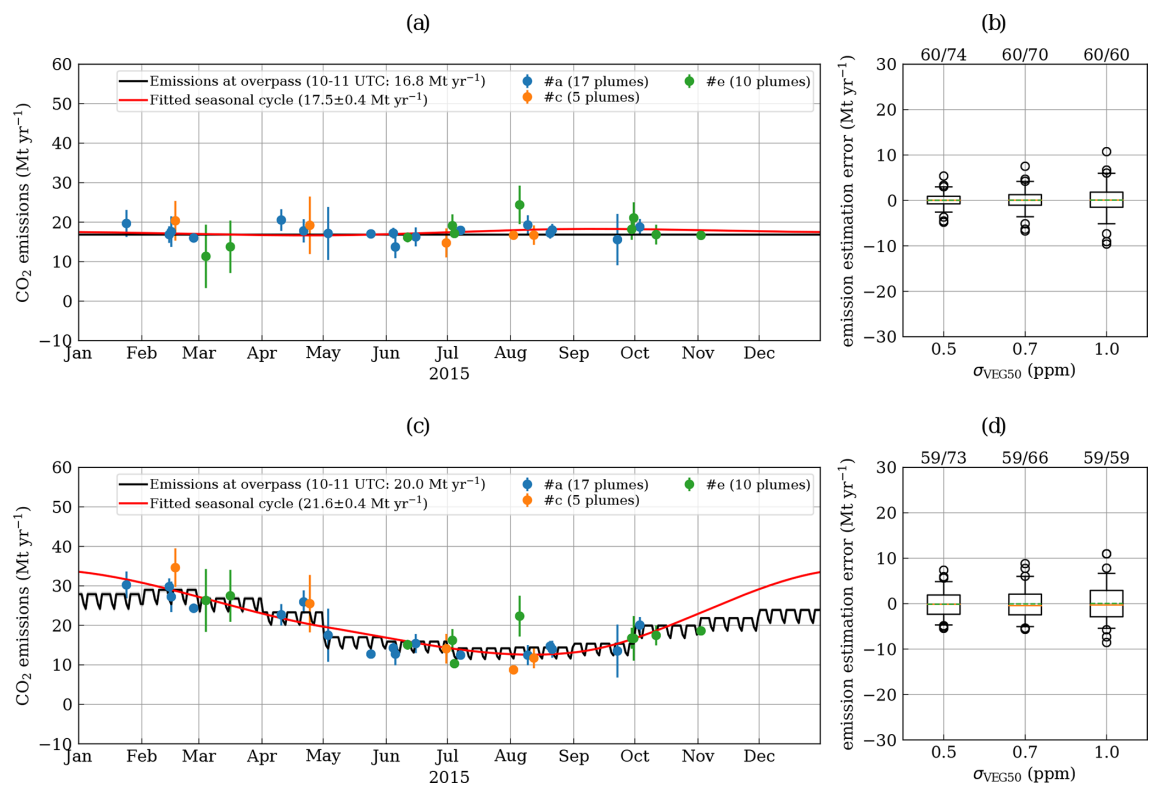 (a)
(b)
60/74 60/70 60/60
Emissions at overpass (10-11 UTC: 16.8 Mt yr⁻¹)
Fitted seasonal cycle (17.5±0.4 Mt yr⁻¹)
#a (17 plumes)
#c (5 plumes)
#e (10 plumes)
CO₂ emissions (Mt yr⁻¹)
60
50
40
30
20
10
0
−10
Jan Feb Mar Apr May Jun Jul Aug Sep Oct Nov Dec
2015
emission estimation error (Mt yr⁻¹)
30
20
10
0
−10
−20
−30
0.5 0.7 1.0
σVEG50 (ppm)
(c)
(d)
59/73 59/66 59/59
Emissions at overpass (10-11 UTC: 20.0 Mt yr⁻¹)
Fitted seasonal cycle (21.6±0.4 Mt yr⁻¹)
#a (17 plumes)
#c (5 plumes)
#e (10 plumes)
CO₂ emissions (Mt yr⁻¹)
60
50
40
30
20
10
0
−10
Jan Feb Mar Apr May Jun Jul Aug Sep Oct Nov Dec
2015
emission estimation error (Mt yr⁻¹)
30
20
10
0
−10
−20
−30
0.5 0.7 1.0
σVEG50 (ppm)